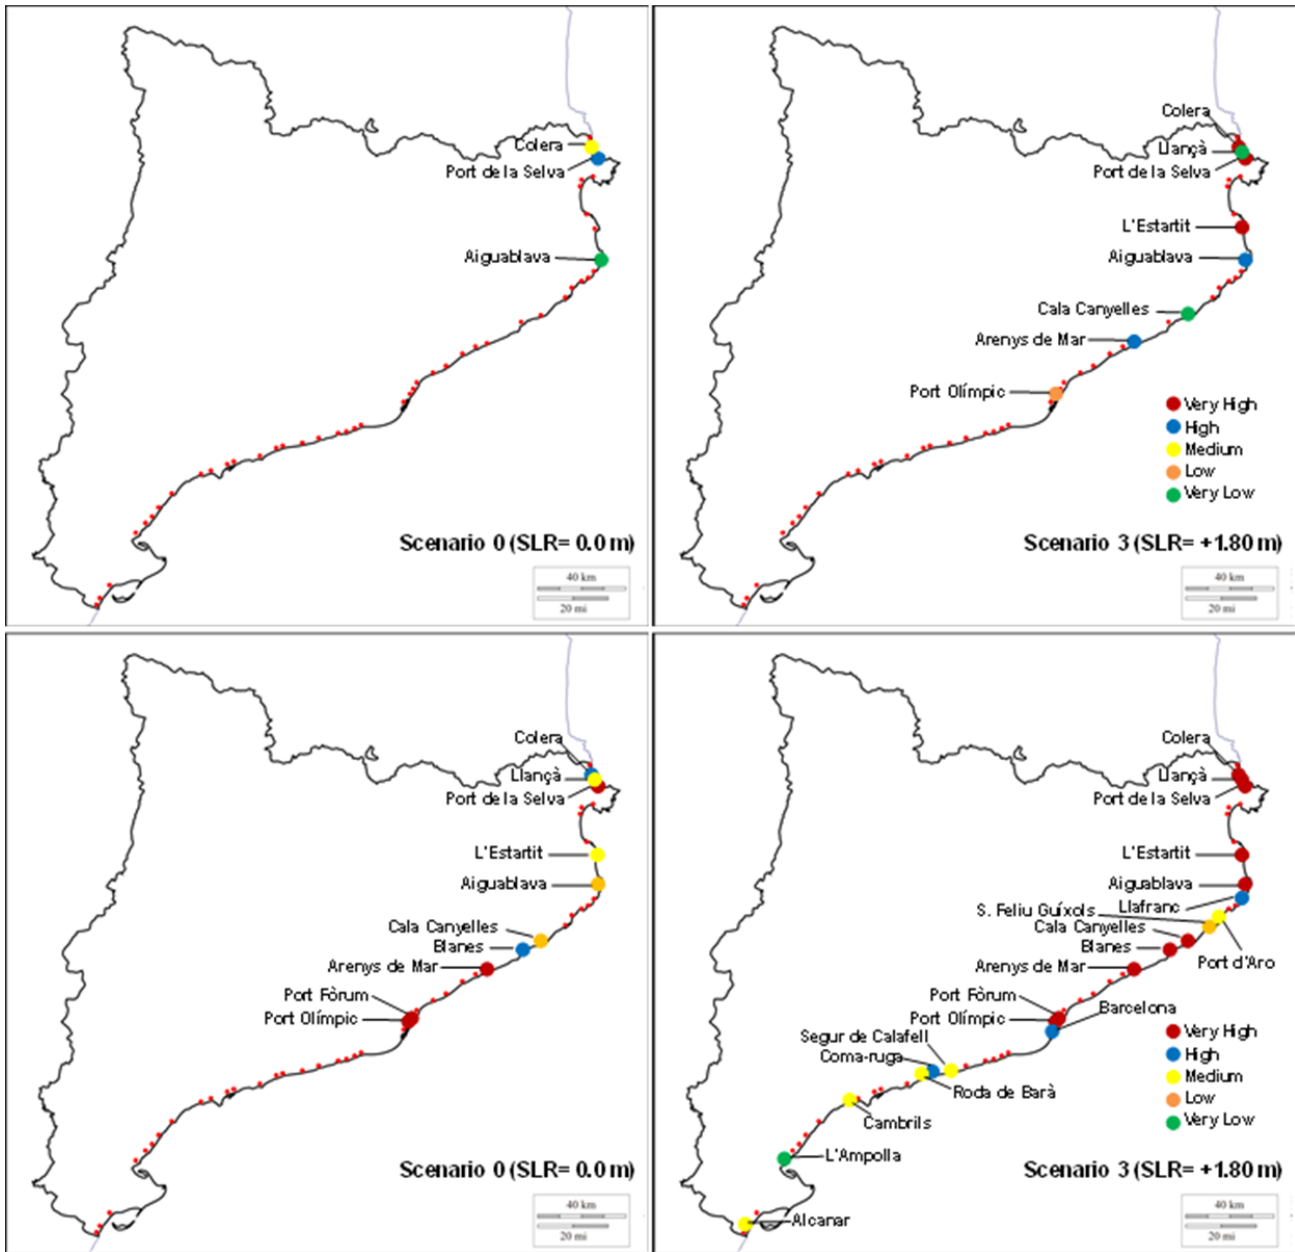 Colera
Port de la Selva
Aiguablava
Scenario 0 (SLR= 0.0 m)
40 km
20 mi
Colera
Llançà
Port de la Selva
L'Estartit
Aiguablava
Cala Canyelles
Arenys de Mar
Port Olímpic
Very High
High
Medium
Low
Very Low
Scenario 3 (SLR= +1.80 m)
40 km
20 mi
Colera
Llançà
Port de la Selva
L'Estartit
Aiguablava
Cala Canyelles
Blanes
Arenys de Mar
Port Fòrum
Port Olímpic
Scenario 0 (SLR= 0.0 m)
40 km
20 mi
Colera
Llançà
Port de la Selva
L'Estartit
Aiguablava
Llafranc
S. Feliu Guíxols
Cala Canyelles
Blanes
Port d'Aro
Arenys de Mar
Port Fòrum
Port Olímpic
Barcelona
Segur de Calafell
Coma-ruga
Roda de Barà
Cambrils
L'Ampolla
Alcanar
Very High
High
Medium
Low
Very Low
Scenario 3 (SLR= +1.80 m)
40 km
20 mi